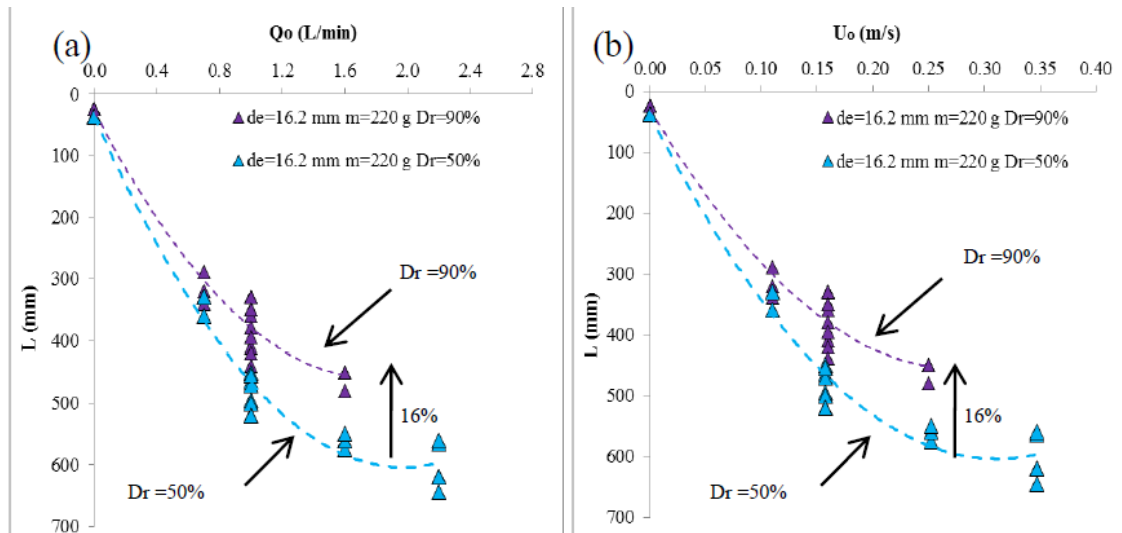 (a)
Qo (L/min)
0.0 0.4 0.8 1.2 1.6 2.0 2.4 2.8
0
100
200
300
400
500
600
700
L (mm)
de=16.2 mm m=220 g Dr=90%
de=16.2 mm m=220 g Dr=50%
Dr =90%
16%
Dr =50%
(b)
Uo (m/s)
0.00 0.05 0.10 0.15 0.20 0.25 0.30 0.35 0.40
0
100
200
300
400
500
600
700
L (mm)
de=16.2 mm m=220 g Dr=90%
de=16.2 mm m=220 g Dr=50%
Dr =90%
16%
Dr =50%